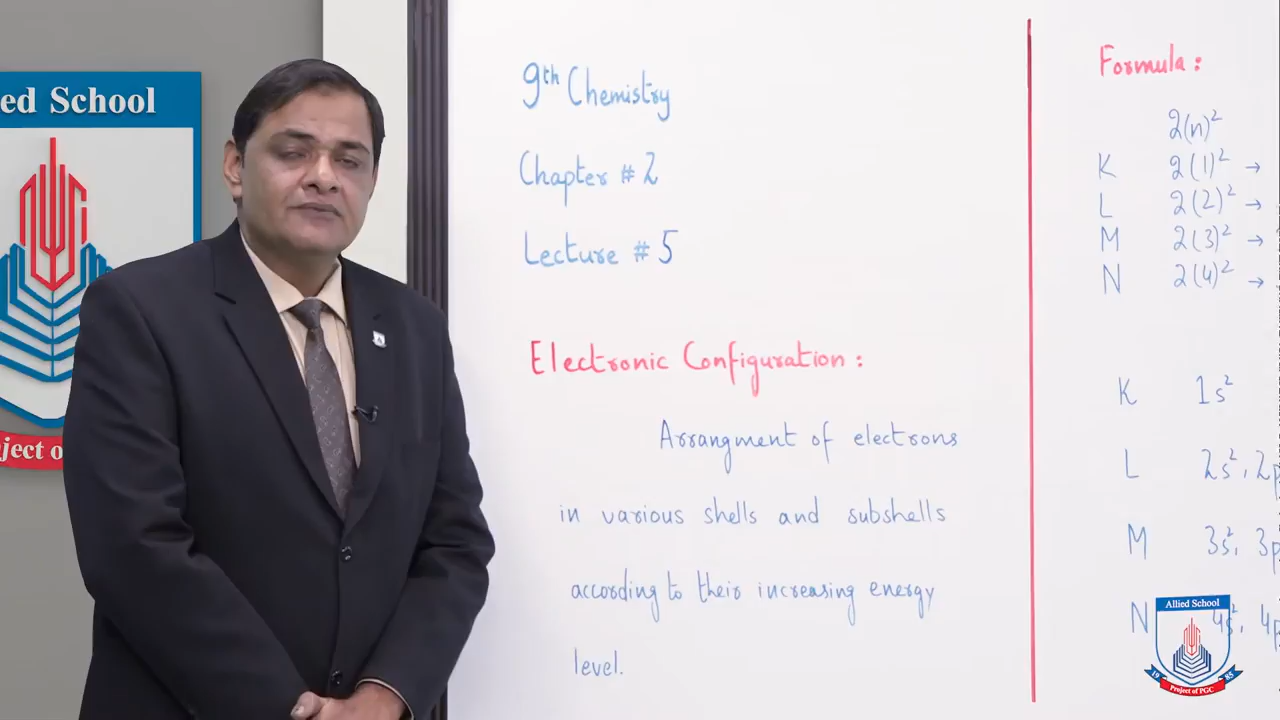 ed School
ject o
9th Chemistry
Chapter # 2
Lecture # 5
Electronic Configuration :
Arrangment of electrons
in various shells and subshells
according to their increasing energy
level.
Formula :
2(n)²
K 2(1)² →
L 2(2)² →
M 2(3)² →
N 2(4)² →
K 1s²
L 2s², 2p
M 3s², 3p
N 4s², 4p
Allied School
19 85
Project of PGC